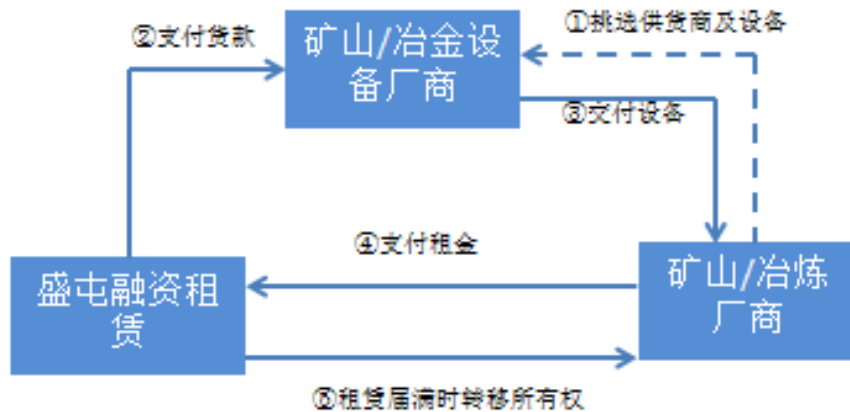 ②支付货款
矿山/冶金设
备厂商
①挑选供货商及设备
③交付设备
④支付租金
盛屯融资租
赁
矿山/冶炼
厂商
⑤租赁届满时转移所有权